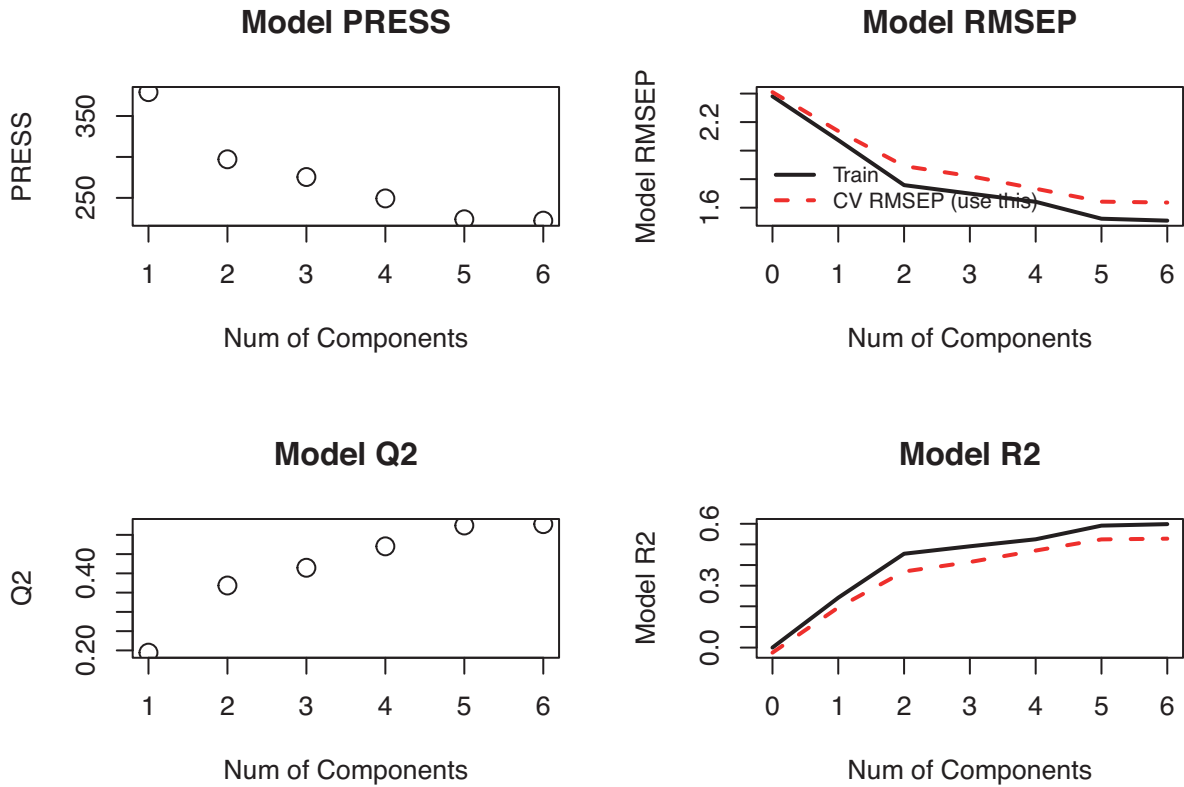 Model PRESS
PRESS
350
250
1 2 3 4 5 6
Num of Components
Model RMSEP
Model RMSEP
2.2
1.6
Train
CV RMSEP (use this)
0 1 2 3 4 5 6
Num of Components
Model Q2
Q2
0.40
0.20
1 2 3 4 5 6
Num of Components
Model R2
Model R2
0.6
0.3
0.0
0 1 2 3 4 5 6
Num of Components